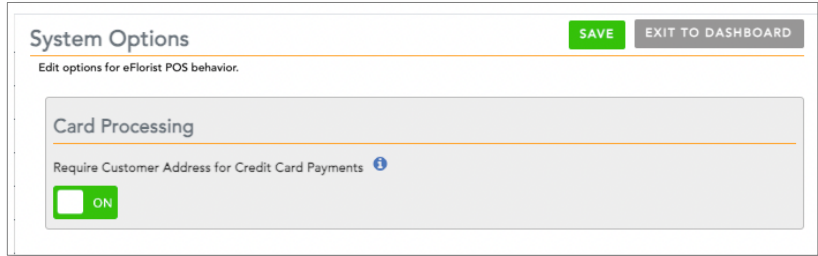 System Options
SAVE
EXIT TO DASHBOARD
Edit options for eFlorist POS behavior.
Card Processing
Require Customer Address for Credit Card Payments
ON